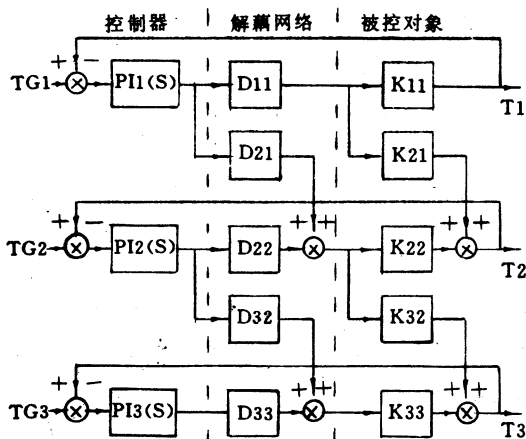 控制器 解藕网络 被控对象
+ −
TG1 PI1(S) D11 K11 T1
D21 K21
+ − ++ + +
TG2 PI2(S) D22 K22 T2
D32 K32
+ − ++ + +
TG3 PI3(S) D33 K33 T3